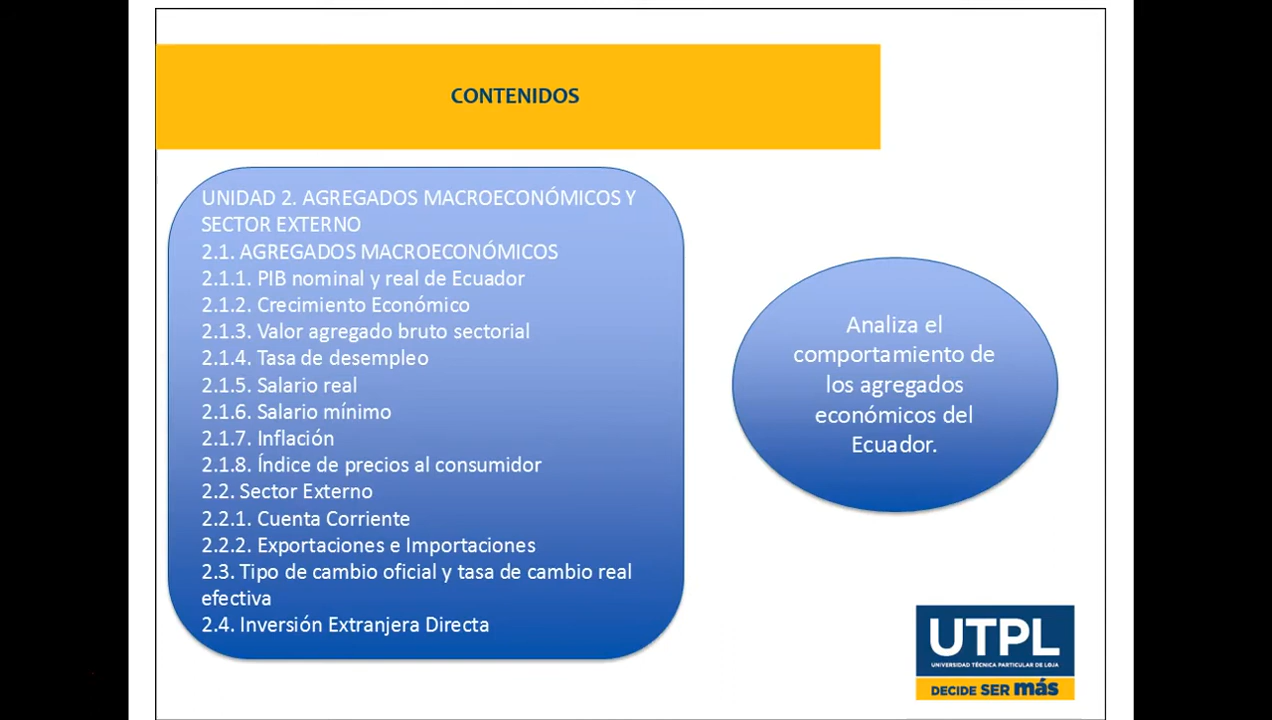 CONTENIDOS
UNIDAD 2. AGREGADOS MACROECONÓMICOS Y
SECTOR EXTERNO
2.1. AGREGADOS MACROECONÓMICOS
2.1.1. PIB nominal y real de Ecuador
2.1.2. Crecimiento Económico
2.1.3. Valor agregado bruto sectorial
2.1.4. Tasa de desempleo
2.1.5. Salario real
2.1.6. Salario mínimo
2.1.7. Inflación
2.1.8. Índice de precios al consumidor
2.2. Sector Externo
2.2.1. Cuenta Corriente
2.2.2. Exportaciones e Importaciones
2.3. Tipo de cambio oficial y tasa de cambio real
efectiva
2.4. Inversión Extranjera Directa
Analiza el
comportamiento de
los agregados
económicos del
Ecuador.
UTPL
UNIVERSIDAD TÉCNICA PARTICULAR DE LOJA
DECIDE SER más